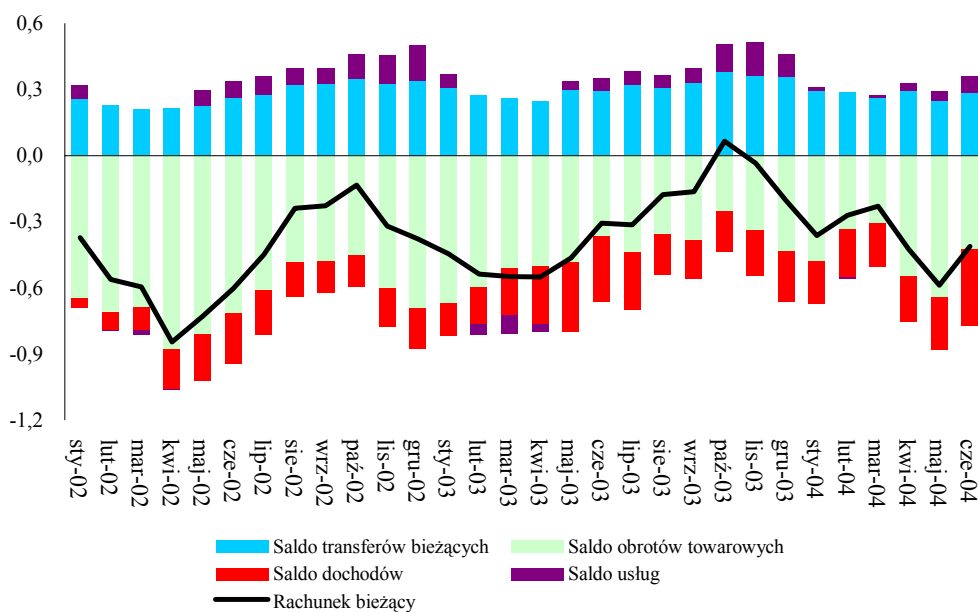 0,6
0,3
0,0
-0,3
-0,6
-0,9
-1,2
sty-02
lut-02
mar-02
kwi-02
maj-02
cze-02
lip-02
sie-02
wrz-02
paź-02
lis-02
gru-02
sty-03
lut-03
mar-03
kwi-03
maj-03
cze-03
lip-03
sie-03
wrz-03
paź-03
lis-03
gru-03
sty-04
lut-04
mar-04
kwi-04
maj-04
cze-04
Saldo transferów bieżących
Saldo obrotów towarowych
Saldo dochodów
Saldo usług
Rachunek bieżący